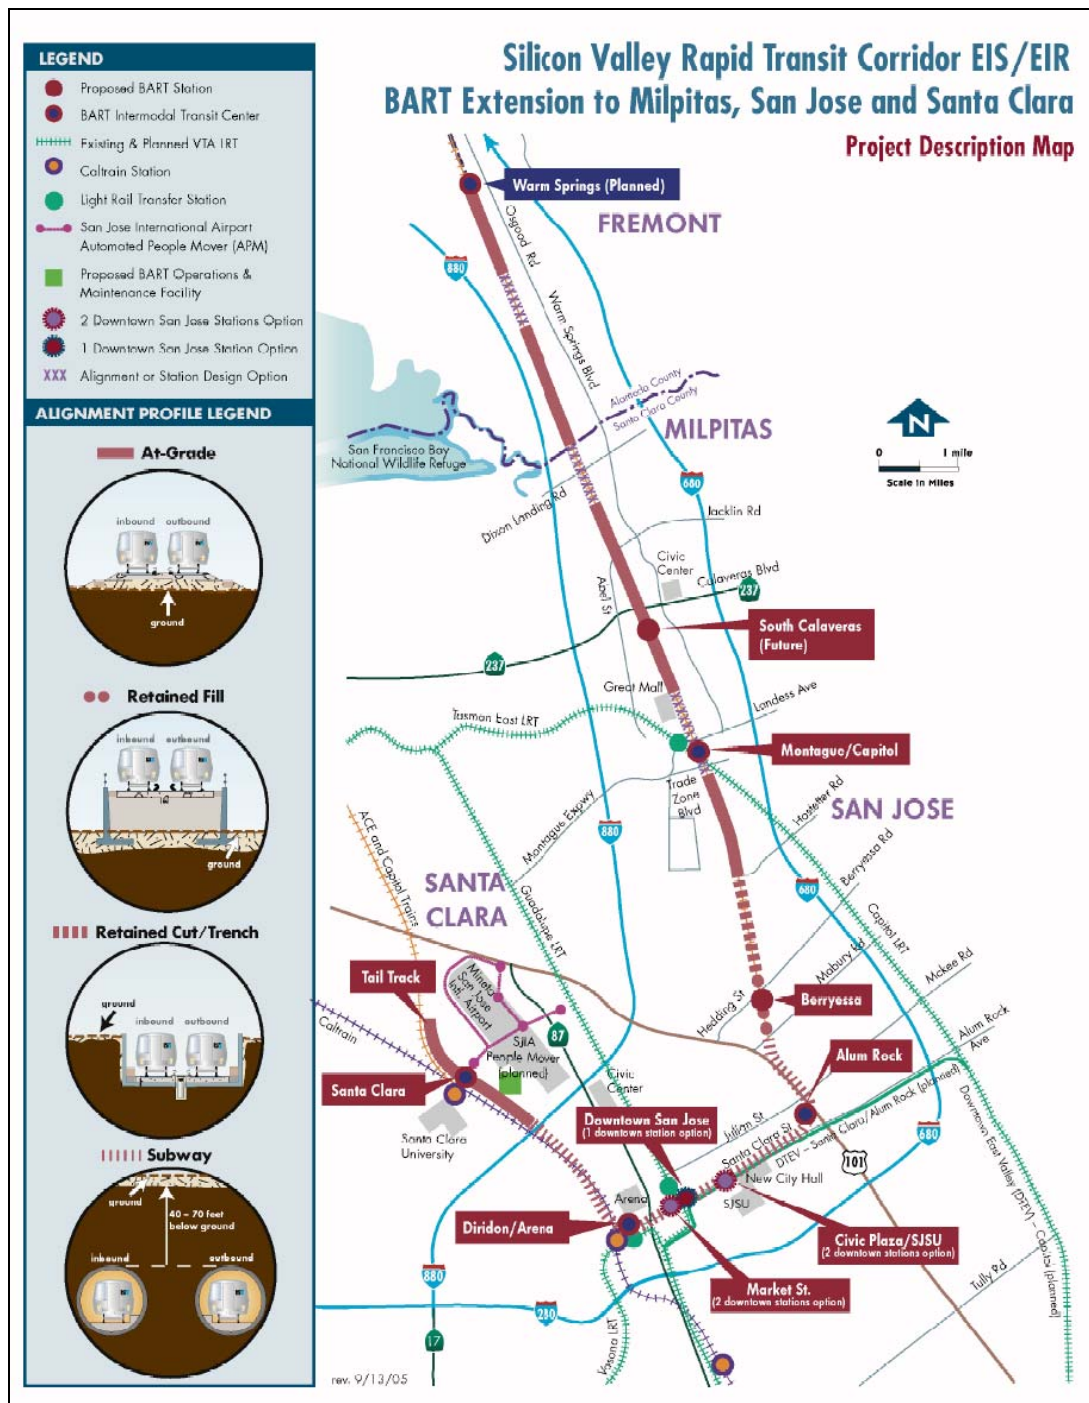 Silicon Valley Rapid Transit Corridor EIS/EIR
BART Extension to Milpitas, San Jose and Santa Clara
Project Description Map
LEGEND
Proposed BART Station
BART Intermodal Transit Center
Existing & Planned VTA LRT
Caltrain Station
Light Rail Transfer Station
San Jose International Airport
Automated People Mover (APM)
Proposed BART Operations &
Maintenance Facility
2 Downtown San Jose Stations Option
1 Downtown San Jose Station Option
XXX Alignment or Station Design Option
ALIGNMENT PROFILE LEGEND
At-Grade
inbound outbound
ground
Retained Fill
inbound outbound
ground
Retained Cut/Trench
ground
inbound outbound
Subway
ground
40 – 70 feet
below ground
inbound
outbound
Warm Springs (Planned)
FREMONT
Osgood Rd
880
Warm Springs Blvd
Alameda County
Santa Clara County
MILPITAS
San Francisco Bay
National Wildlife Refuge
N
0 1 mile
Scale in Miles
Dixon Landing Rd
680
Jacklin Rd
Civic
Center
Calaveras Blvd
237
Abel St
South Calaveras
(Future)
237
Great Mall
Landess Ave
Tasman East LRT
Montague/Capitol
Trade
Zone
Blvd
Hostetter Rd
SAN JOSE
Montague Expwy
880
Berryessa Rd
ACE and Capitol Trains
SANTA
CLARA
Guadalupe LRT
680
Capitol LRT
Mabury Rd
McKee Rd
Tail Track
Mineta
San Jose
Intl. Airport
Hedding St
Berryessa
Caltrain
SJIA
People Mover
(planned)
87
Alum Rock
Ave
Alum Rock
Santa Clara
Civic
Center
Downtown San Jose
(1 downtown station option)
Julian St
Santa Clara St
DTEV – Santa Clara/Alum Rock (planned)
680
Downtown East Valley (DTEV) – Capitol (planned)
Santa Clara
University
101
New City Hall
SJSU
Arena
Diridon/Arena
Civic Plaza/SJSU
(2 downtown stations option)
Market St.
(2 downtown stations option)
Tully Rd
880
280
17
Vasona LRT
rev. 9/13/05